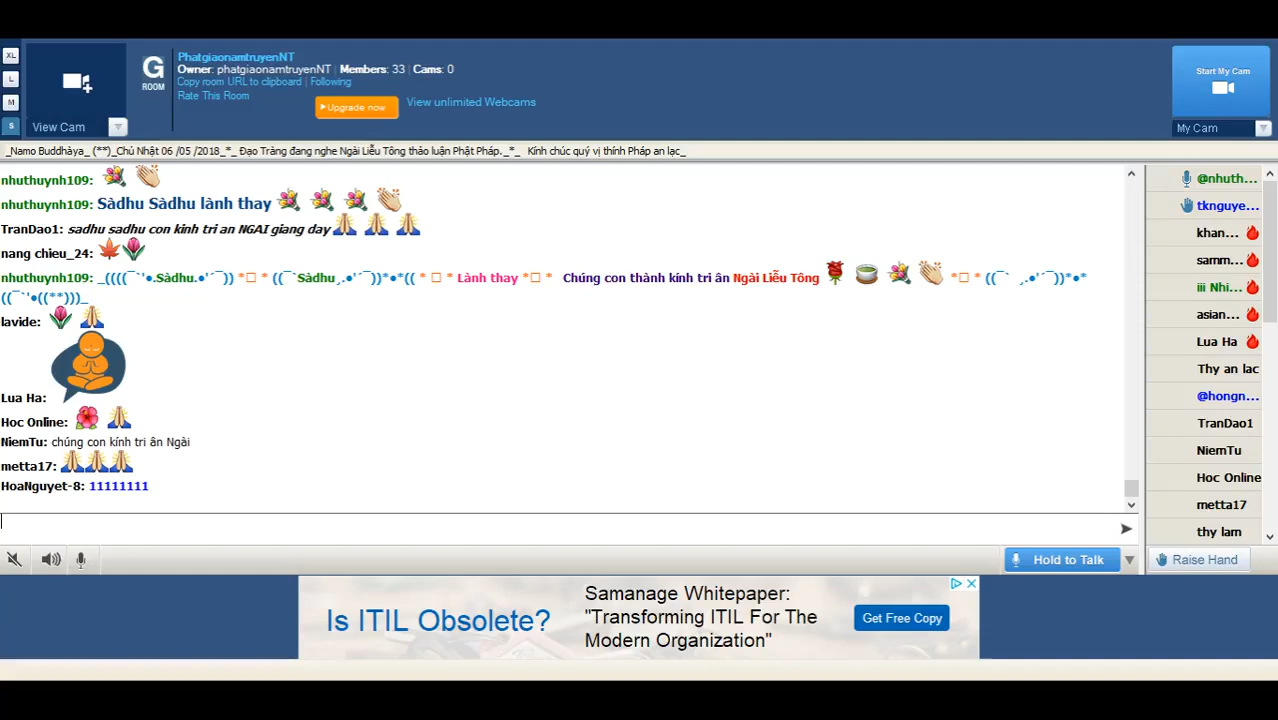 XL
L
M
S
View Cam
G
ROOM
PhatgiaonamtruyenNT
Owner: phatgiaonamtruyenNT | Members: 33 | Cams: 0
Copy room URL to clipboard | Following
Rate This Room
Upgrade now
View unlimited Webcams
Start My Cam
My Cam
_Namo Buddhàya_ (**)_Chủ Nhật 06 /05 /2018_*_ Đạo Tràng đang nghe Ngài Liễu Tông thảo luận Phật Pháp._*_ Kính chúc quý vị thính Pháp an lạc_
nhuthuynh109:
nhuthuynh109: Sàdhu Sàdhu lành thay
TranDao1: sadhu sadhu con kinh tri an NGAI giang day
nang chieu_24:
nhuthuynh109: _((((¯`'•.Sàdhu.•'´¯)) *□ * ((¯`Sàdhu¸.•'´¯))*•*(( * □ * Lành thay *□ * Chúng con thành kính tri ân Ngài Liễu Tông *□ * ((¯` ¸.•'´¯))*•*
((¯`'•((**)))_
lavide:
Lua Ha:
Hoc Online:
NiemTu: chúng con kính tri ân Ngài
metta17:
HoaNguyet-8: 11111111
@nhuth...
tknguye...
khan...
samm...
iii Nhi...
asian...
Lua Ha
Thy an lac
@hongn...
TranDao1
NiemTu
Hoc Online
metta17
thy lam
Hold to Talk
Raise Hand
Is ITIL Obsolete?
Samanage Whitepaper:
"Transforming ITIL For The
Modern Organization"
Get Free Copy